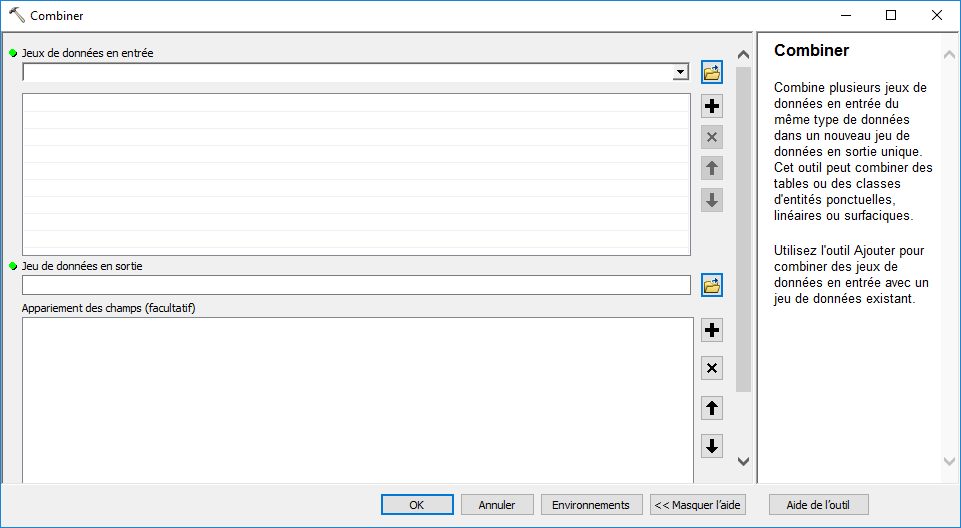 Combiner
Jeux de données en entrée
Jeu de données en sortie
Appariement des champs (facultatif)
Combiner
Combine plusieurs jeux de
données en entrée du
même type de données
dans un nouveau jeu de
données en sortie unique.
Cet outil peut combiner des
tables ou des classes
d'entités ponctuelles,
linéaires ou surfaciques.
Utilisez l'outil Ajouter pour
combiner des jeux de
données en entrée avec un
jeu de données existant.
OK
Annuler
Environnements
<< Masquer l'aide
Aide de l'outil